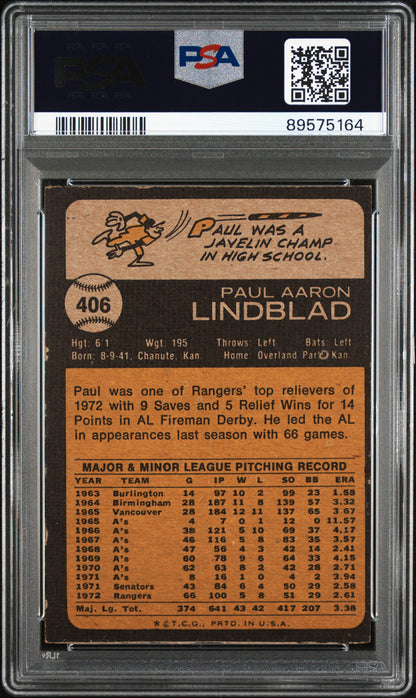 PSA
PSA
89575164
PAUL WAS A
JAVELIN CHAMP
IN HIGH SCHOOL.
406
PAUL AARON
LINDBLAD
Hgt: 6 1 Wgt: 195 Throws: Left Bats: Left
Born: 8-9-41, Chanute, Kan. Home: Overland Park, Kan.
Paul was one of Rangers' top relievers of
1972 with 9 Saves and 5 Relief Wins for 14
Points in AL Fireman Derby. He led the AL
in appearances last season with 66 games.
MAJOR & MINOR LEAGUE PITCHING RECORD
YEAR TEAM G IP W L SO BB ERA
1963 Burlington 14 97 10 2 99 23 1.58
1964 Birmingham 28 187 11 8 139 57 3.32
1965 Vancouver 28 184 12 11 137 65 3.67
1965 A's 4 7 0 1 12 0 11.57
1966 A's 38 121 5 10 69 37 4.17
1967 A's 46 116 5 8 83 35 3.57
1968 A's 47 56 4 3 42 14 2.41
1969 A's 60 78 9 6 64 33 4.15
1970 A's 62 63 8 2 42 28 2.71
1971 A's 8 16 1 0 4 2 3.94
1971 Senators 43 84 6 4 50 29 2.58
1972 Rangers 66 100 5 8 51 29 2.61
Maj. Lg. Tot. 374 641 43 42 417 207 3.38
*©T.C.G., PRTD. IN U.S.A.